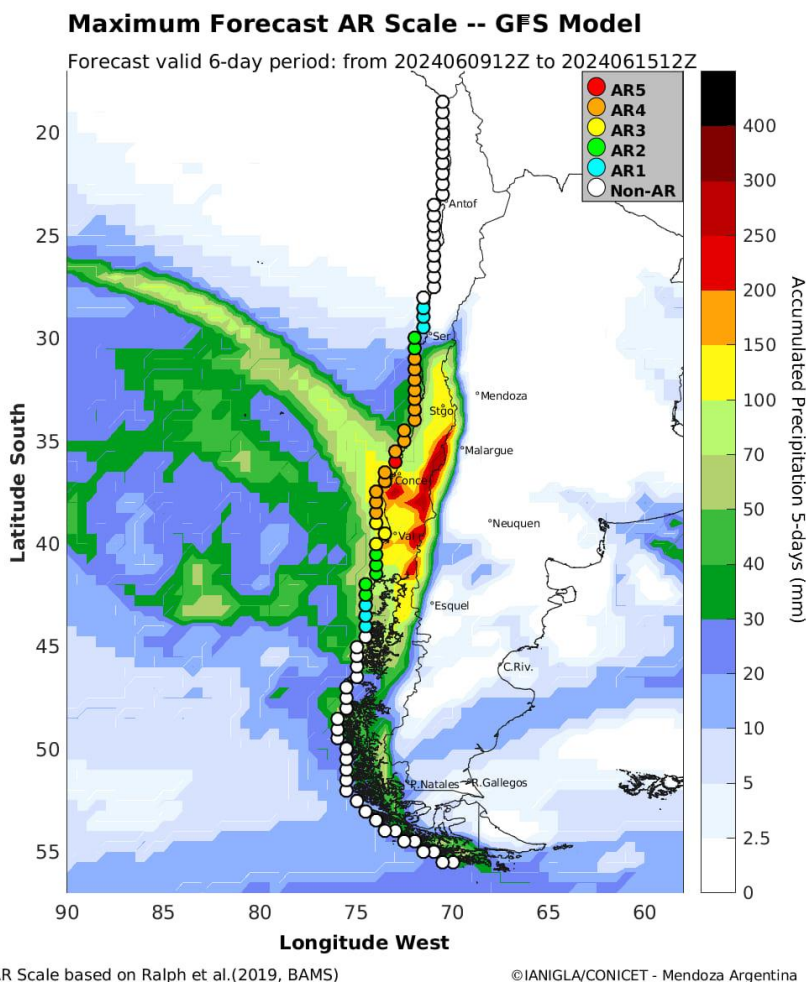 Maximum Forecast AR Scale -- GFS Model
Forecast valid 6-day period: from 2024060912Z to 2024061512Z
AR5
AR4
AR3
AR2
AR1
Non-AR
Antof
Ser
Mendoza
Stgo
Malargue
Conce
Neuquen
Esquel
C.Riv.
P.Natales
R.Gallegos
20
25
30
35
40
45
50
55
Latitude South
90
85
80
75
70
65
60
Longitude West
400
300
250
200
150
100
70
50
40
30
20
10
5
2.5
0
Accumulated Precipitation 5-days (mm)
AR Scale based on Ralph et al.(2019, BAMS)
©IANIGLA/CONICET - Mendoza Argentina